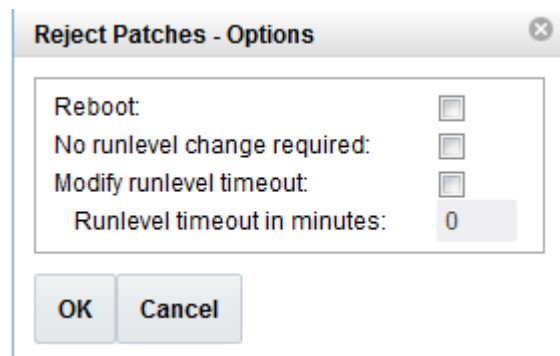 Reject Patches - Options
Reboot:
No runlevel change required:
Modify runlevel timeout:
Runlevel timeout in minutes: 0
OK Cancel